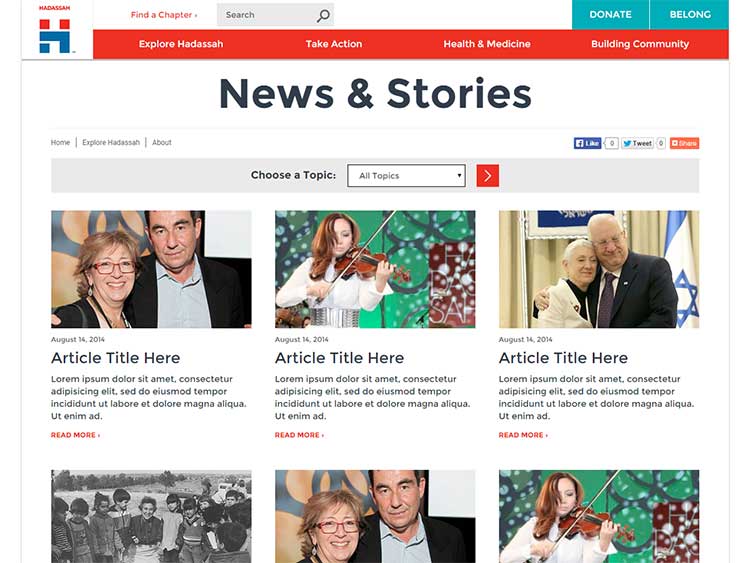 HADASSAH
Find a Chapter ›
Search
DONATE
BELONG
Explore Hadassah
Take Action
Health & Medicine
Building Community
News & Stories
Home | Explore Hadassah | About
Like 0 Tweet 0 Share
Choose a Topic: All Topics
August 14, 2014
Article Title Here
Lorem ipsum dolor sit amet, consectetur
adipisicing elit, sed do eiusmod tempor
incididunt ut labore et dolore magna aliqua.
Ut enim ad.
READ MORE ›
August 14, 2014
Article Title Here
Lorem ipsum dolor sit amet, consectetur
adipisicing elit, sed do eiusmod tempor
incididunt ut labore et dolore magna aliqua.
Ut enim ad.
READ MORE ›
August 14, 2014
Article Title Here
Lorem ipsum dolor sit amet, consectetur
adipisicing elit, sed do eiusmod tempor
incididunt ut labore et dolore magna aliqua.
Ut enim ad.
READ MORE ›